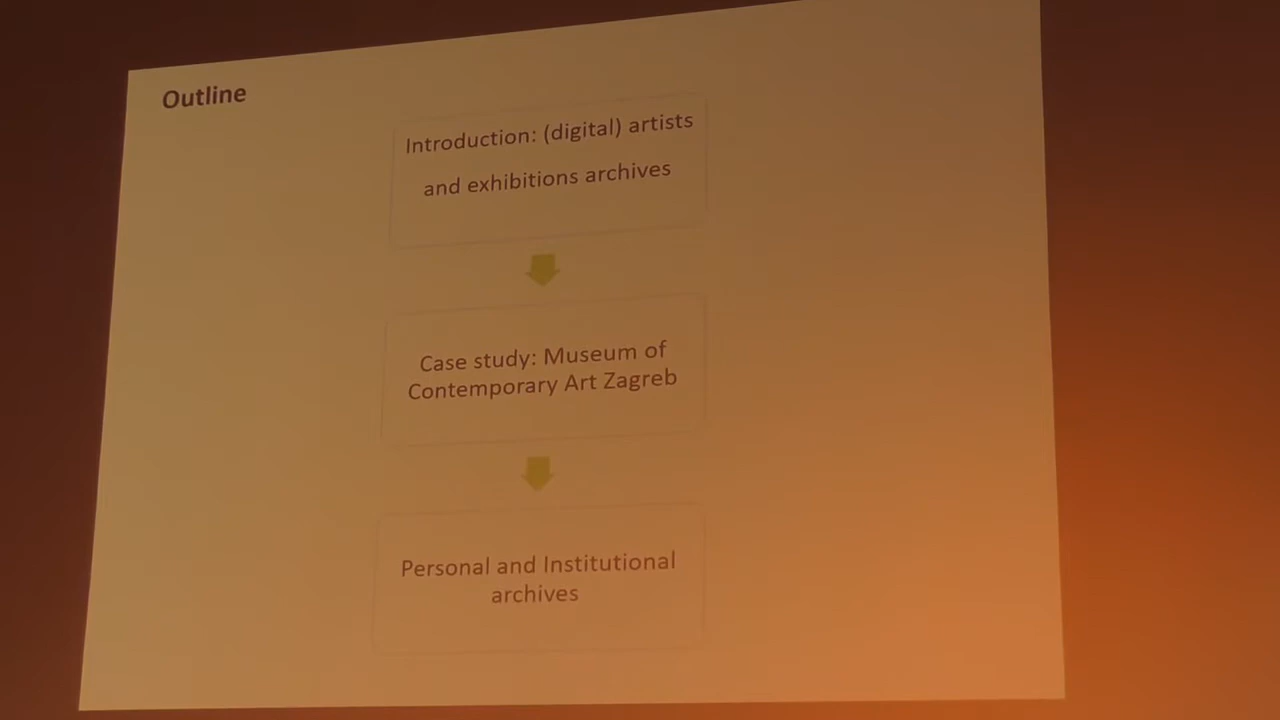 Outline
Introduction: (digital) artists
and exhibitions archives
Case study: Museum of
Contemporary Art Zagreb
Personal and Institutional
archives